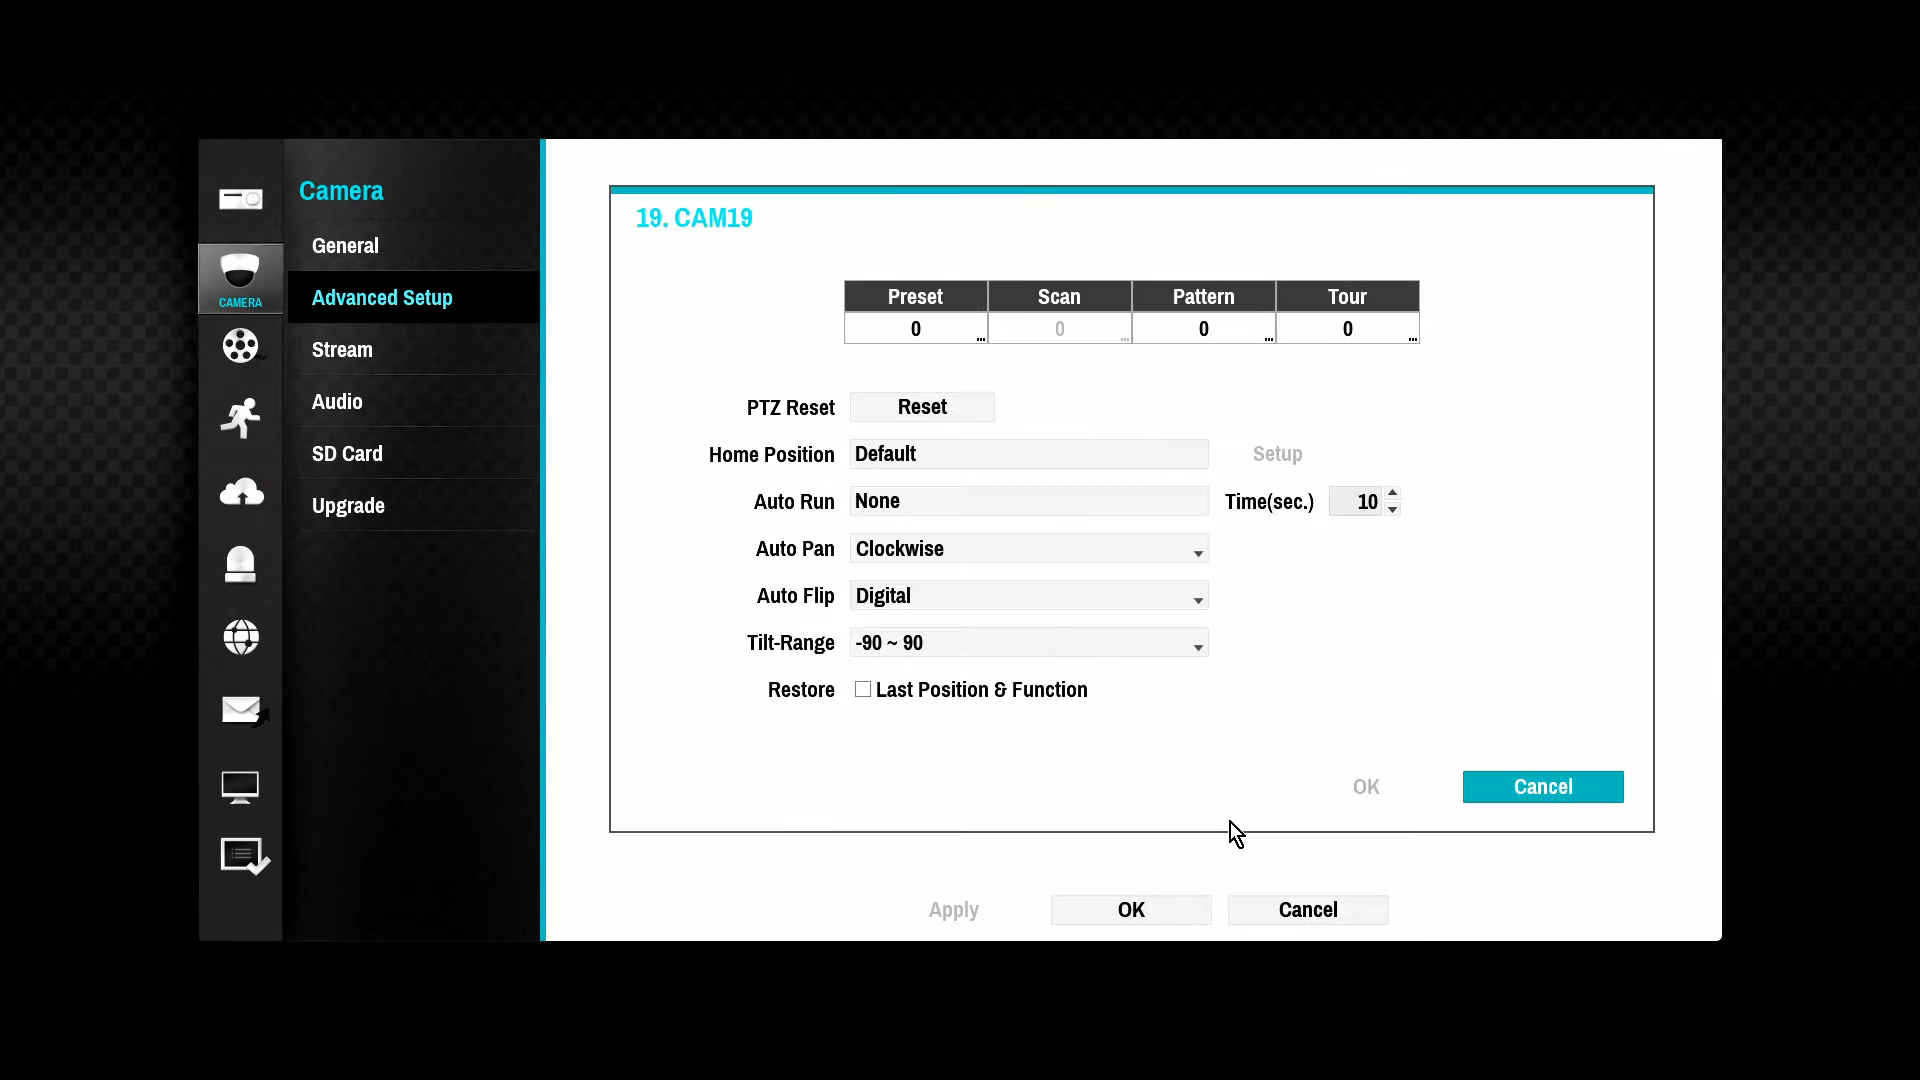 CAMERA
Camera
General
Advanced Setup
Stream
Audio
SD Card
Upgrade
19. CAM19
Preset Scan Pattern Tour
0 ... 0 ... 0 ... 0 ...
PTZ Reset Reset
Home Position Default Setup
Auto Run None Time(sec.) 10
Auto Pan Clockwise
Auto Flip Digital
Tilt-Range -90 ~ 90
Restore Last Position & Function
OK Cancel
Apply OK Cancel